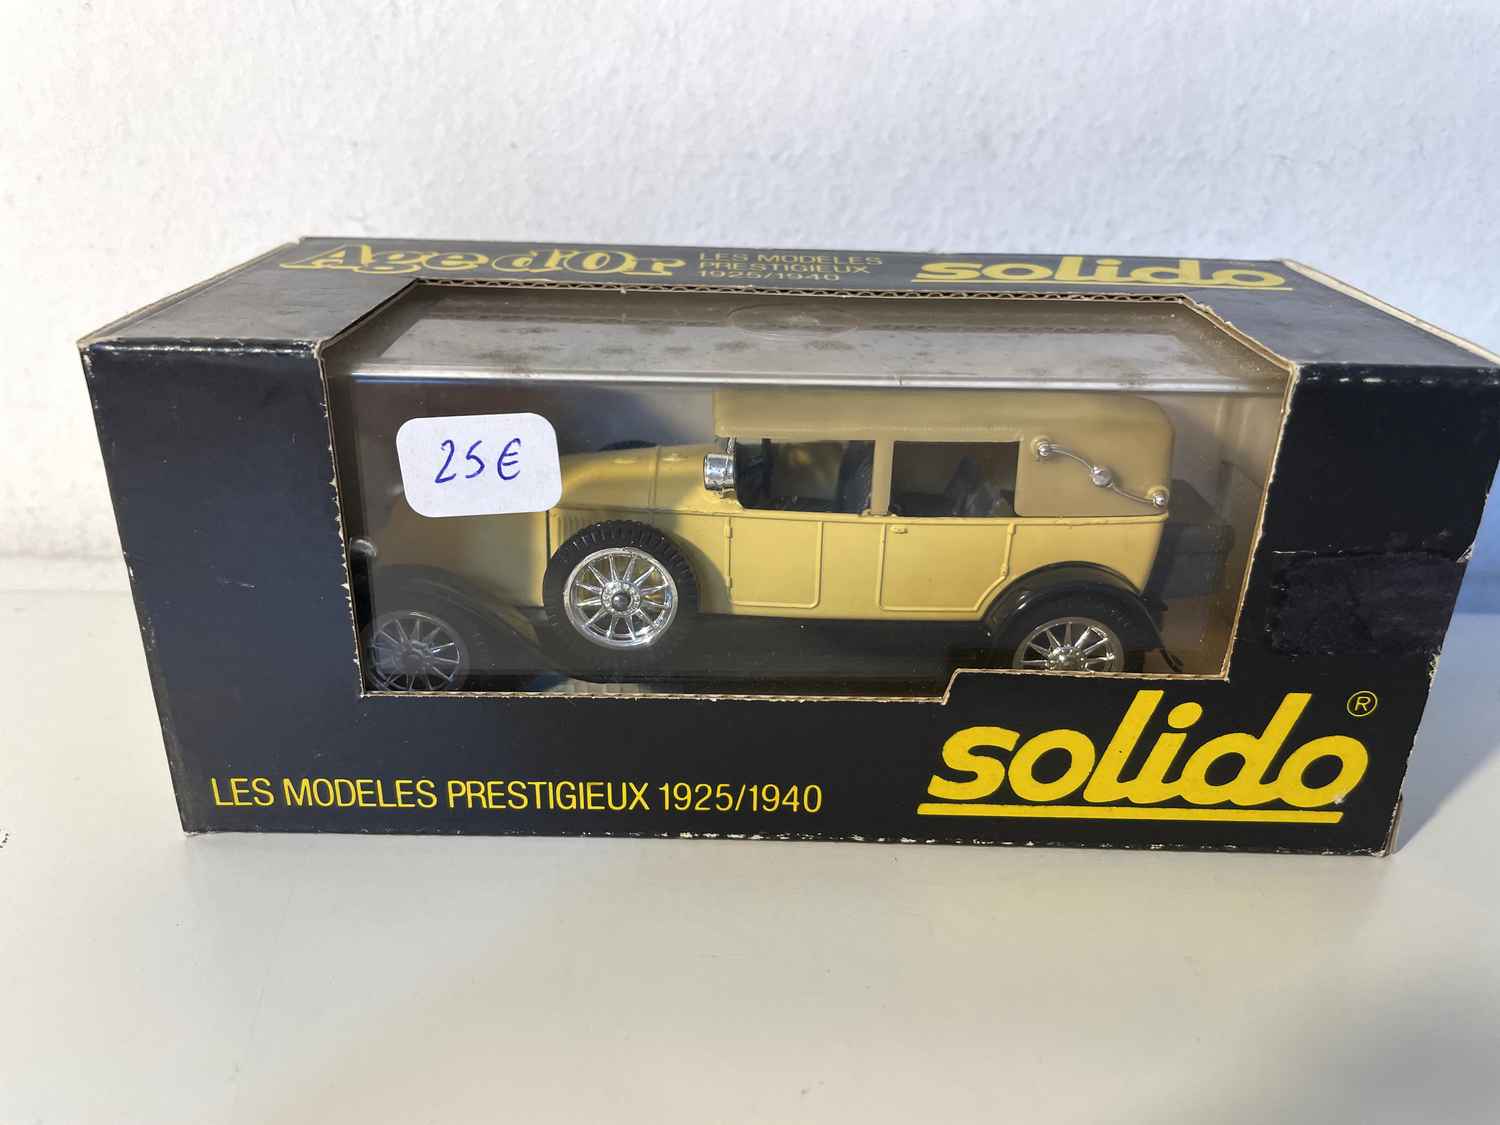 Age d'Or
LES MODELES
PRESTIGIEUX
1925/1940
solido
25€
solido ®
LES MODELES PRESTIGIEUX 1925/1940